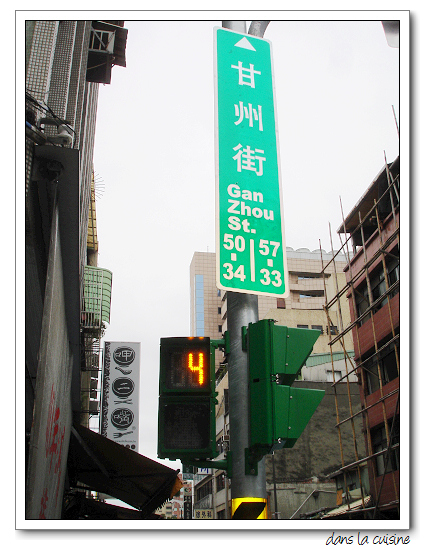 甘州街
Gan
Zhou
St.
50 57
34 33
4
dans la cuisine